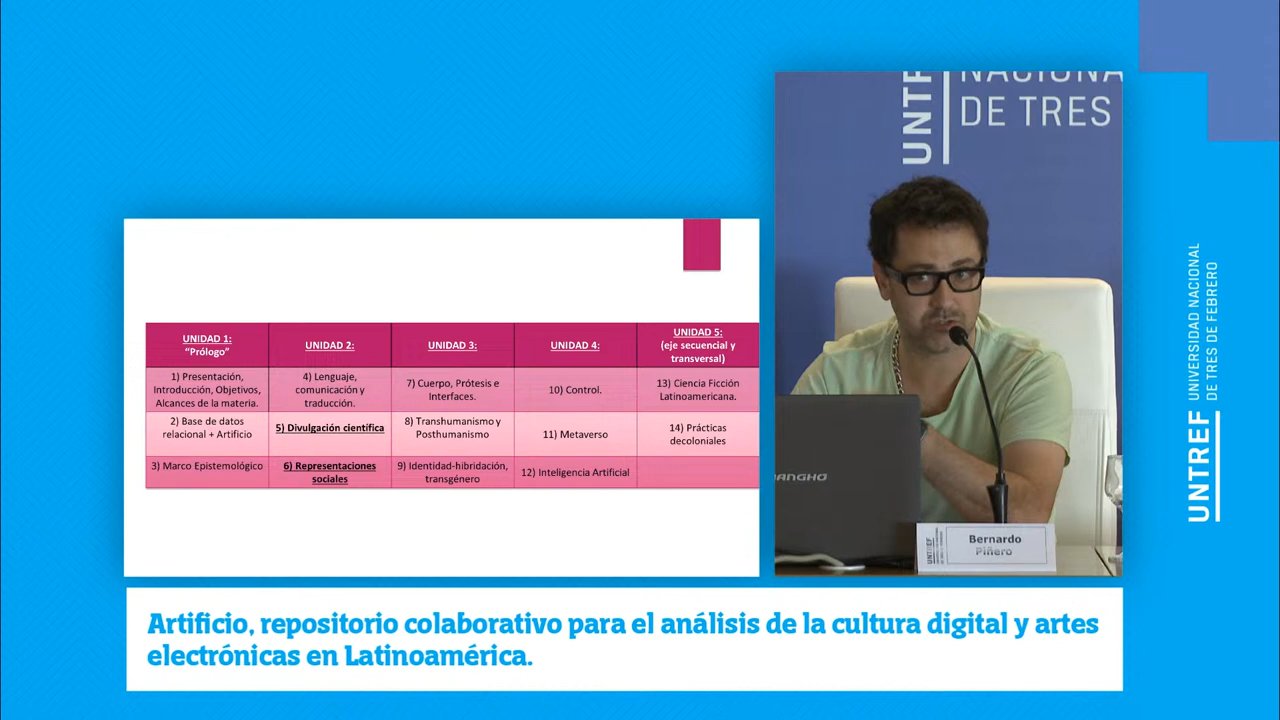 UNTR
NACIONA
DE TRES
UNIDAD 1:
“Prólogo”
UNIDAD 2:
UNIDAD 3:
UNIDAD 4:
UNIDAD 5:
(eje secuencial y
transversal)
1) Presentación,
Introducción, Objetivos,
Alcances de la materia.
4) Lenguaje,
comunicación y
traducción.
7) Cuerpo, Prótesis e
Interfaces.
10) Control.
13) Ciencia Ficción
Latinoamericana.
2) Base de datos
relacional + Artificio
5) Divulgación científica
8) Transhumanismo y
Posthumanismo
11) Metaverso
14) Prácticas
decoloniales
3) Marco Epistemológico
6) Representaciones
sociales
9) Identidad-hibridación,
transgénero
12) Inteligencia Artificial
ANGHO
UNTREF
Bernardo
Piñero
UNTREF
UNIVERSIDAD NACIONAL
DE TRES DE FEBRERO
Artificio, repositorio colaborativo para el análisis de la cultura digital y artes
electrónicas en Latinoamérica.